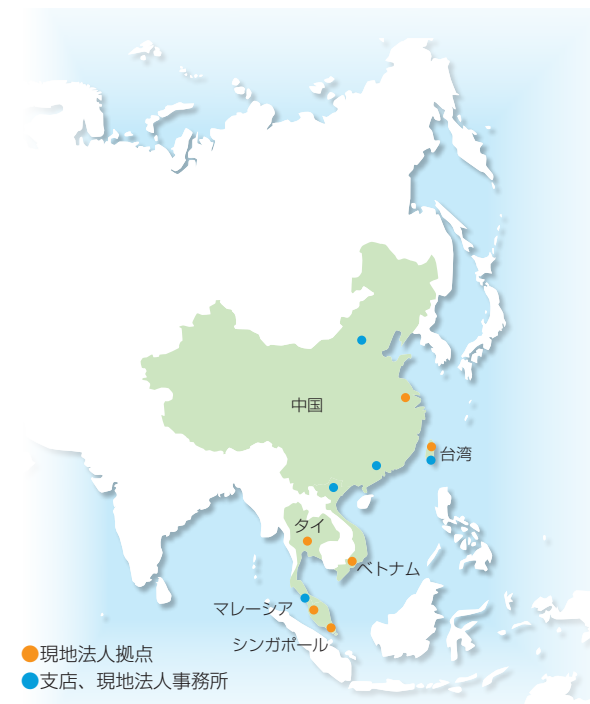 中国
台湾
タイ
ベトナム
マレーシア
シンガポール
現地法人拠点
支店、現地法人事務所